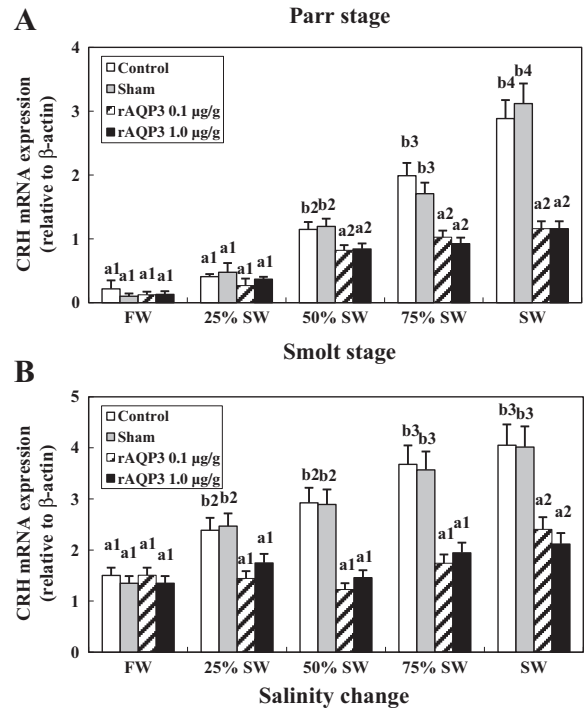 A
Parr stage
CRH mRNA expression
(relative to β-actin)
4
3
2
1
0
Control
Sham
rAQP3 0.1 µg/g
rAQP3 1.0 µg/g
a1 a1 a1 a1
a1 a1 a1 a1
b2 b2 a2 a2
b3 b3 a2 a2
b4 b4 a2 a2
FW 25% SW 50% SW 75% SW SW
Smolt stage
B
CRH mRNA expression
(relative to β-actin)
5
4
3
2
1
0
Control
Sham
rAQP3 0.1 µg/g
rAQP3 1.0 µg/g
a1 a1 a1 a1
b2 b2 a1 a1
b2 b2 a1 a1
b3 b3 a1 a1
b3 b3 a2 a2
FW 25% SW 50% SW 75% SW SW
Salinity change